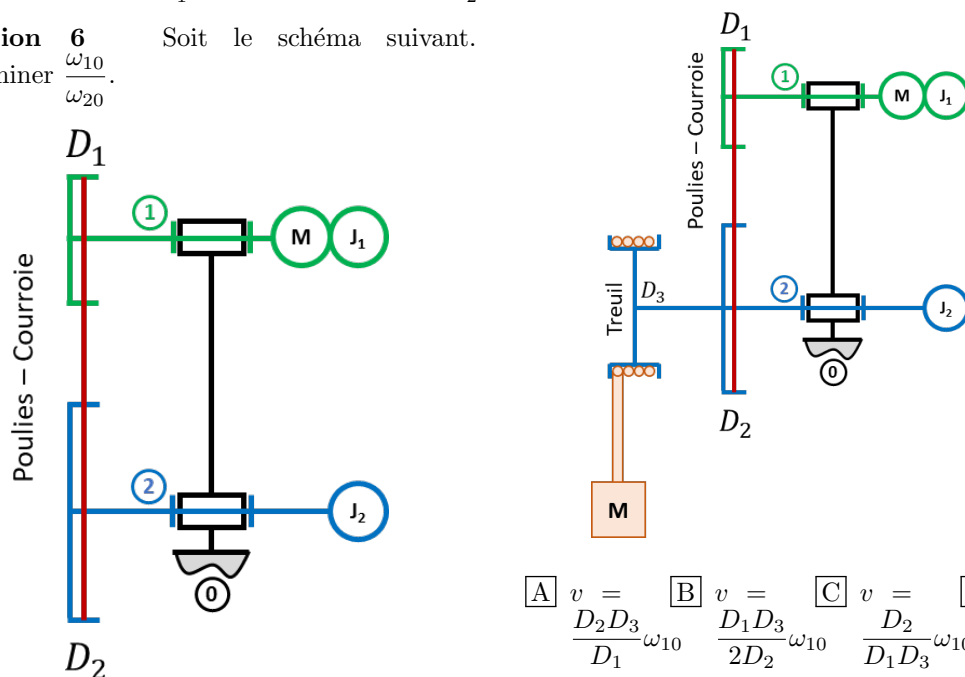 ion 6 Soit le schéma suivant.
miner ω10/ω20.
D1
1
M
J1
Poulies – Courroie
2
J2
0
D2
D1
1
M
J1
Poulies – Courroie
Treuil
D3
2
J2
0
D2
M
A v = D2D3/D1 ω10
B v = D1D3/2D2 ω10
C v = D2/D1D3 ω10